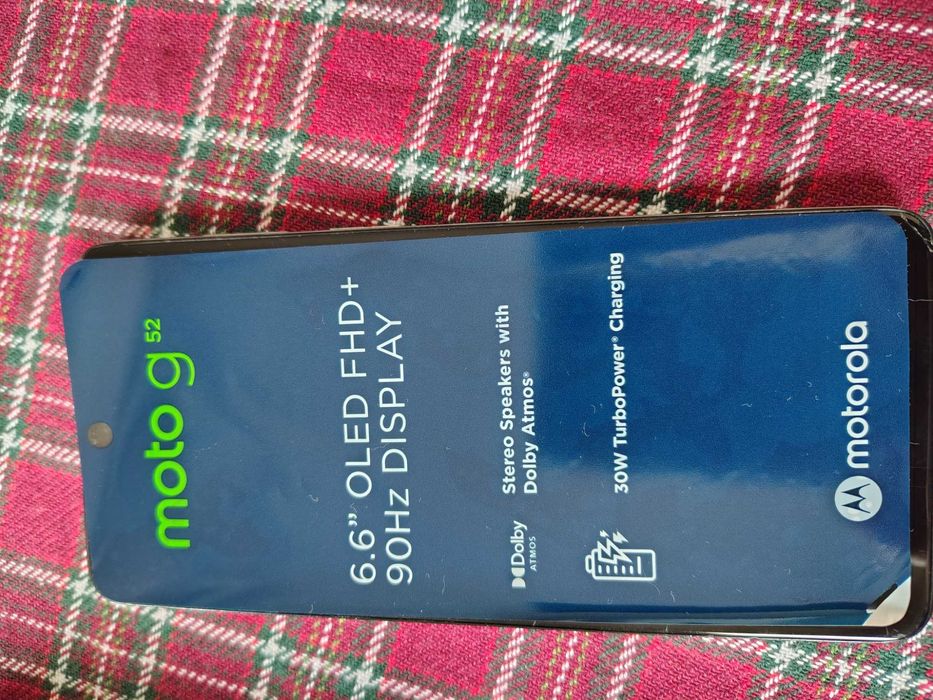 moto g 52
6.6” OLED FHD+
90Hz DISPLAY
Dolby
ATMOS
Stereo Speakers with
Dolby Atmos®
30W TurboPower® Charging
motorola